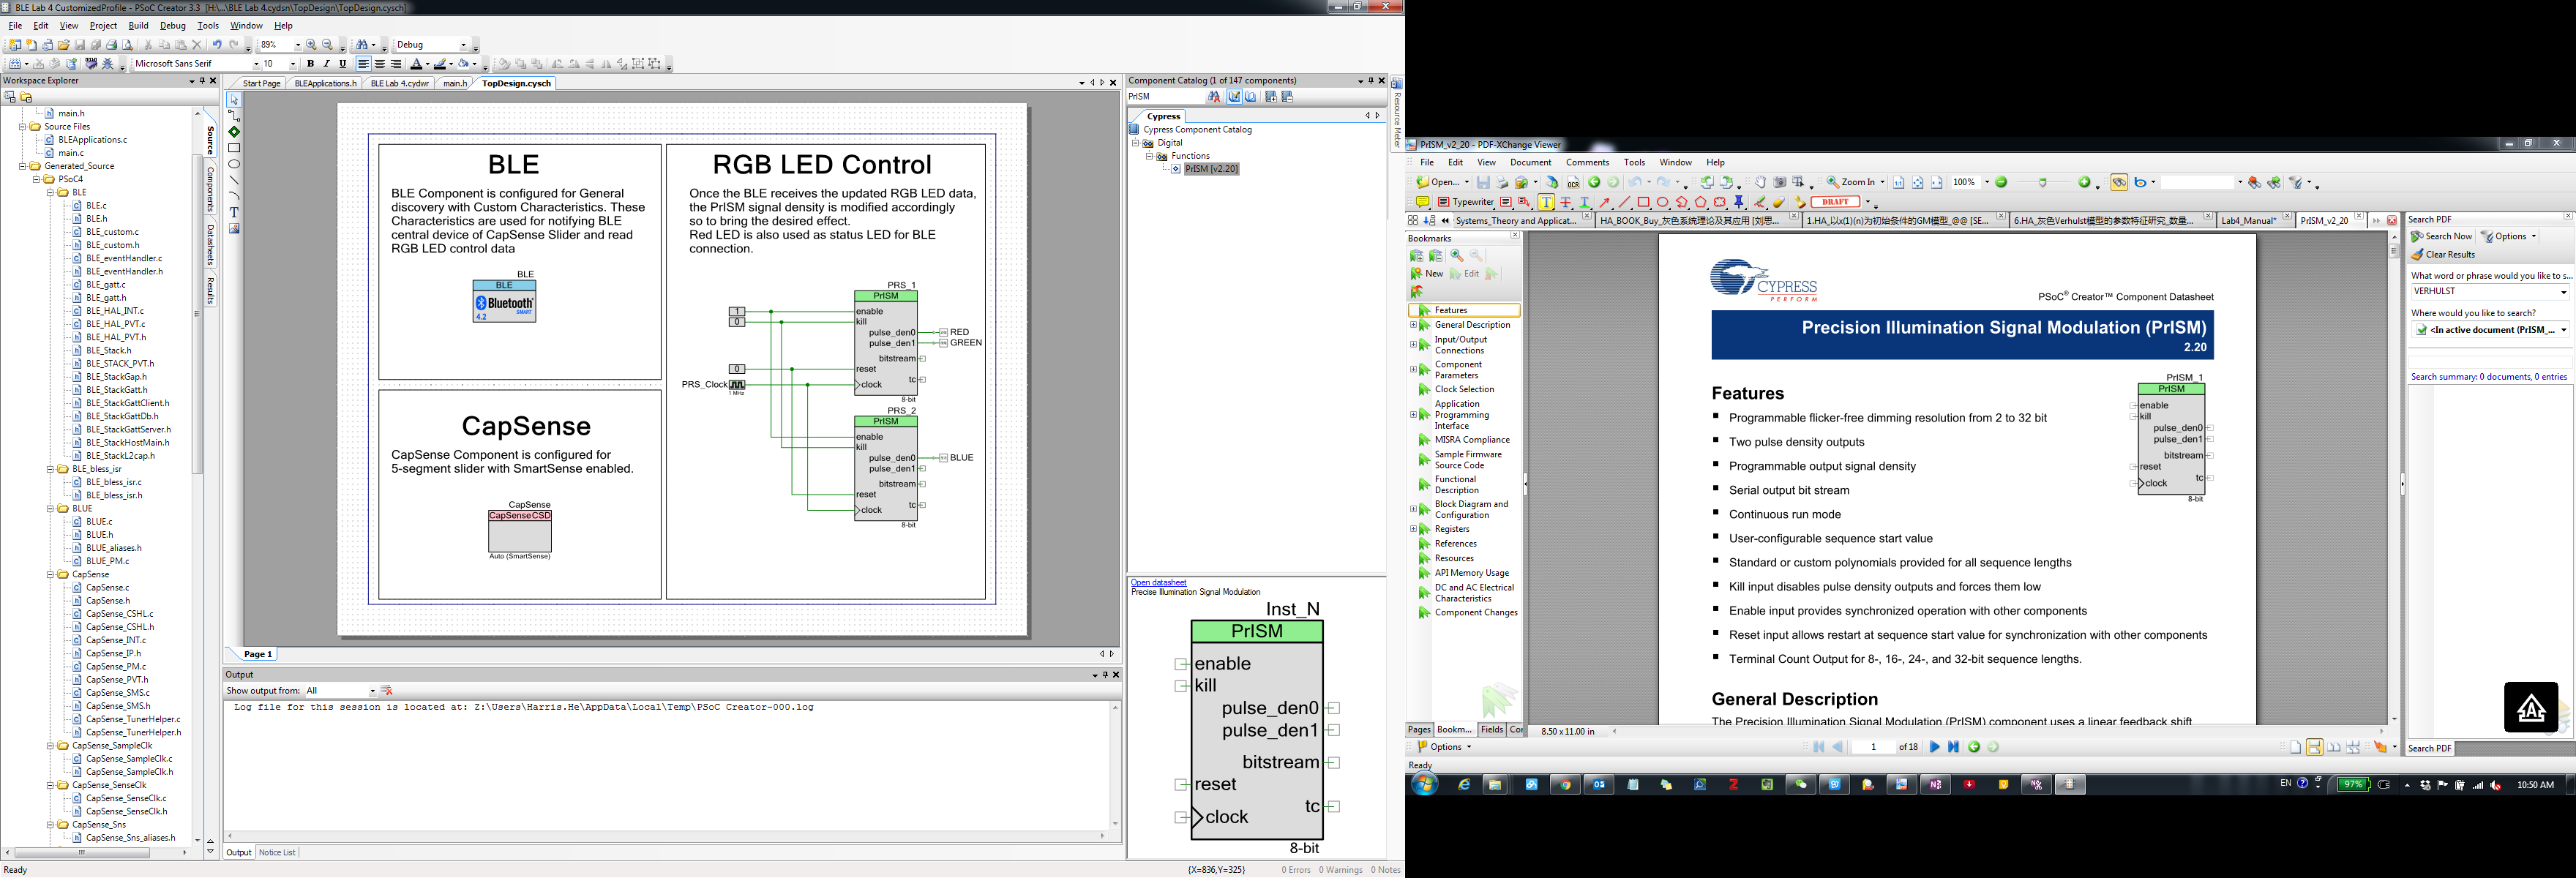 BLE Lab 4 CustomizedProfile - PSoC Creator 3.3 [H:\...\BLE Lab 4.cydsn\TopDesign\TopDesign.cysch]
File Edit View Project Build Debug Tools Window Help
89% Debug
Microsoft Sans Serif 10 B I U
Workspace Explorer
main.h
Source Files
BLEApplications.c
main.c
Generated_Source
PSoC4
BLE
BLE.c
BLE.h
BLE_custom.c
BLE_custom.h
BLE_eventHandler.c
BLE_eventHandler.h
BLE_gatt.c
BLE_gatt.h
BLE_HAL_INT.c
BLE_HAL_PVT.c
BLE_HAL_PVT.h
BLE_Stack.h
BLE_STACK_PVT.h
BLE_StackGap.h
BLE_StackGatt.h
BLE_StackGattClient.h
BLE_StackGattDb.h
BLE_StackGattServer.h
BLE_StackHostMain.h
BLE_StackL2cap.h
BLE_bless_isr
BLE_bless_isr.c
BLE_bless_isr.h
BLUE
BLUE.c
BLUE.h
BLUE_aliases.h
BLUE_PM.c
CapSense
CapSense.c
CapSense.h
CapSense_CSHL.c
CapSense_CSHL.h
CapSense_INT.c
CapSense_IP.h
CapSense_PM.c
CapSense_PVT.h
CapSense_SMS.c
CapSense_SMS.h
CapSense_TunerHelper.c
CapSense_TunerHelper.h
CapSense_SampleClk
CapSense_SampleClk.c
CapSense_SampleClk.h
CapSense_SenseClk
CapSense_SenseClk.c
CapSense_SenseClk.h
CapSense_Sns
CapSense_Sns_aliases.h
Source
Components
Datasheets
Results
Start Page BLEApplications.h BLE Lab 4.cydwr main.h TopDesign.cysch
BLE
BLE Component is configured for General
discovery with Custom Characteristics. These
Characteristics are used for notifying BLE
central device of CapSense Slider and read
RGB LED control data
BLE
BLE
Bluetooth
SMART
4.2
CapSense
CapSense Component is configured for
5-segment slider with SmartSense enabled.
CapSense
CapSense CSD
Auto (SmartSense)
RGB LED Control
Once the BLE receives the updated RGB LED data,
the PrISM signal density is modified accordingly
so to bring the desired effect.
Red LED is also used as status LED for BLE
connection.
PRS_1
PrISM
1 enable
0 kill
pulse_den0 RED
pulse_den1 GREEN
bitstream
0 reset
tc
PRS_Clock clock
1 MHz
8-bit
PRS_2
PrISM
enable
kill
pulse_den0 BLUE
pulse_den1
bitstream
reset
tc
clock
8-bit
Page 1
Output
Show output from: All
Log file for this session is located at: Z:\Users\Harris.He\AppData\Local\Temp\PSoC Creator-000.log
Output Notice List
Ready {X=836,Y=325} 0 Errors 0 Warnings 0 Notes
Component Catalog (1 of 147 components)
PrISM
Cypress
Cypress Component Catalog
Digital
Functions
PrISM [v2.20]
Resource Meter
Open datasheet
Precise Illumination Signal Modulation
Inst_N
PrISM
enable
kill
pulse_den0
pulse_den1
bitstream
reset
tc
clock
8-bit
PrISM_v2_20 - PDF-XChange Viewer
File Edit View Document Comments Tools Window Help
Open... OCR Zoom In 100%
Typewriter DRAFT
Systems_Theory and Applicat... HA_BOOK_Buy_灰色系统理论及其应用 [刘思... 1.HA_以x(1)(n)为初始条件的GM模型_@@ [SE... 6.HA_灰色Verhulst模型的参数特征研究_数量... Lab4_Manual* PrISM_v2_20
Bookmarks
New Edit
Features
General Description
Input/Output
Connections
Component
Parameters
Clock Selection
Application
Programming
Interface
MISRA Compliance
Sample Firmware
Source Code
Functional
Description
Block Diagram and
Configuration
Registers
References
Resources
API Memory Usage
DC and AC Electrical
Characteristics
Component Changes
Pages Bookm... Fields Cor
Options
Ready
CYPRESS
PERFORM
PSoC® Creator™ Component Datasheet
Precision Illumination Signal Modulation (PrISM)
2.20
Features
Programmable flicker-free dimming resolution from 2 to 32 bit
Two pulse density outputs
Programmable output signal density
Serial output bit stream
Continuous run mode
User-configurable sequence start value
Standard or custom polynomials provided for all sequence lengths
Kill input disables pulse density outputs and forces them low
Enable input provides synchronized operation with other components
Reset input allows restart at sequence start value for synchronization with other components
Terminal Count Output for 8-, 16-, 24-, and 32-bit sequence lengths.
PrISM_1
PrISM
enable
kill
pulse_den0
pulse_den1
bitstream
reset
tc
clock
8-bit
General Description
The Precision Illumination Signal Modulation (PrISM) component uses a linear feedback shift
8.50 x 11.00 in
1 of 18
Search PDF
Search Now Options
Clear Results
What word or phrase would you like to s...
VERHULST
Where would you like to search?
<In active document (PrISM_...
Search summary: 0 documents, 0 entries
Search PDF
EN 97% 10:50 AM